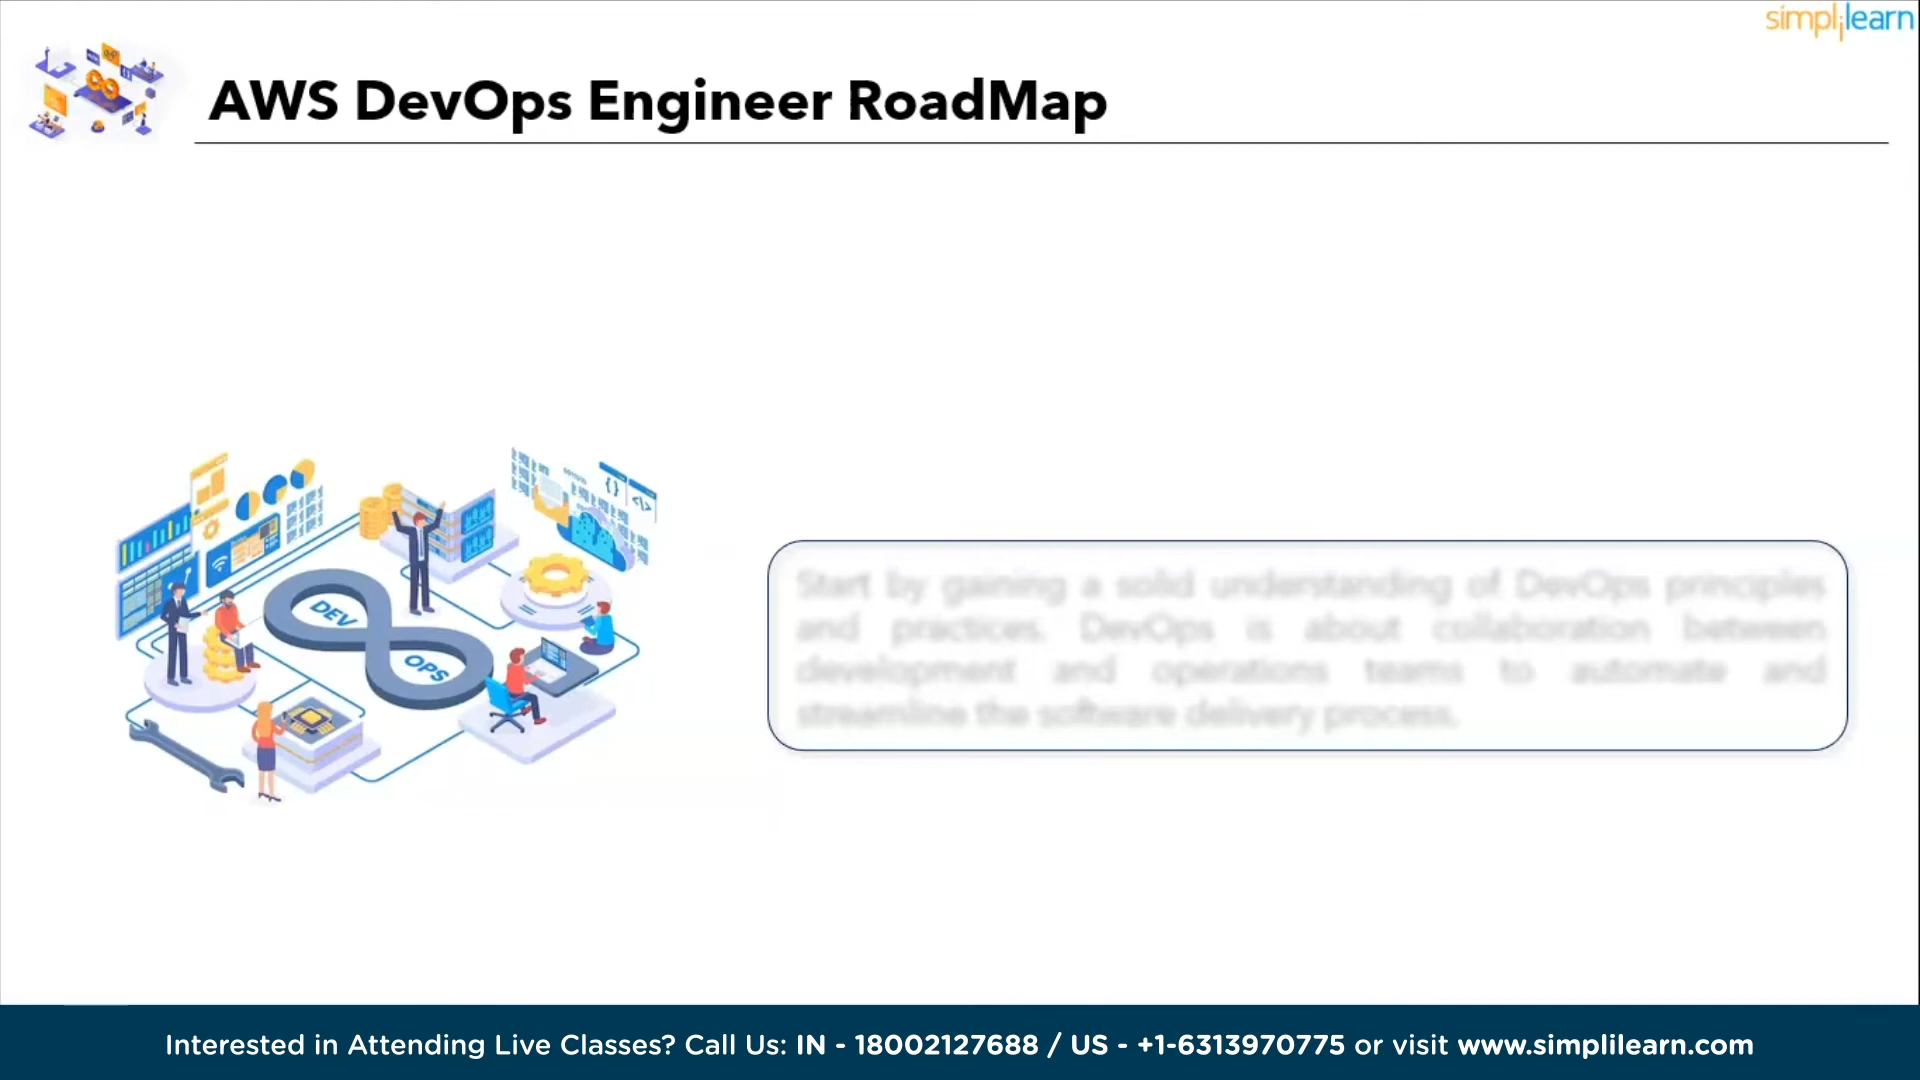 simplilearn
AWS DevOps Engineer RoadMap
DEV
OPS
Start by gaining a solid understanding of DevOps principles
and practices. DevOps is about collaboration between
development and operations teams to automate and
streamline the software delivery process.
Interested in Attending Live Classes? Call Us: IN - 18002127688 / US - +1-6313970775 or visit www.simplilearn.com